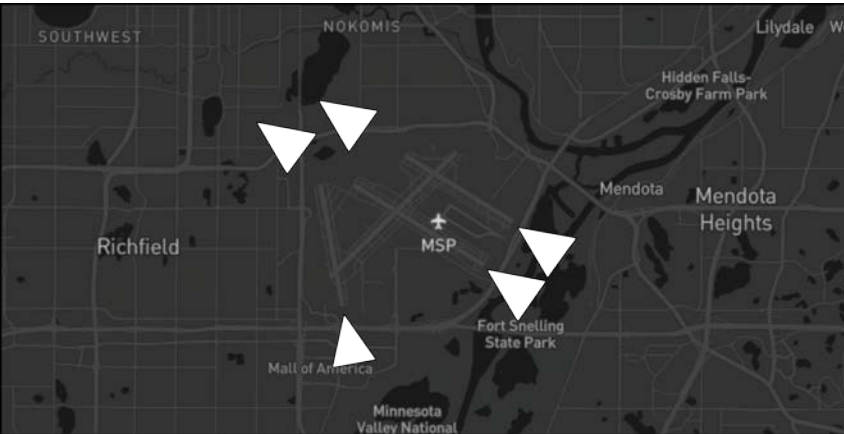 NOKOMIS
Lilydale
SOUTHWEST
Hidden Falls-
Crosby Farm Park
Mendota
Mendota
Heights
Richfield
MSP
Fort Snelling
State Park
Mall of America
Minnesota
Valley National